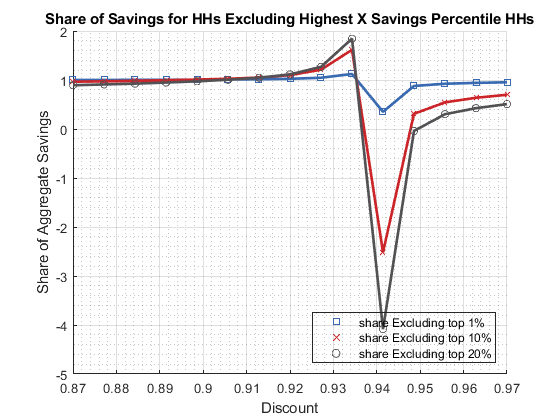 Share of Savings for HHs Excluding Highest X Savings Percentile HHs
2
1
0
-1
-2
-3
-4
-5
Share of Aggregate Savings
share Excluding top 1%
share Excluding top 10%
share Excluding top 20%
0.87 0.88 0.89 0.9 0.91 0.92 0.93 0.94 0.95 0.96 0.97
Discount